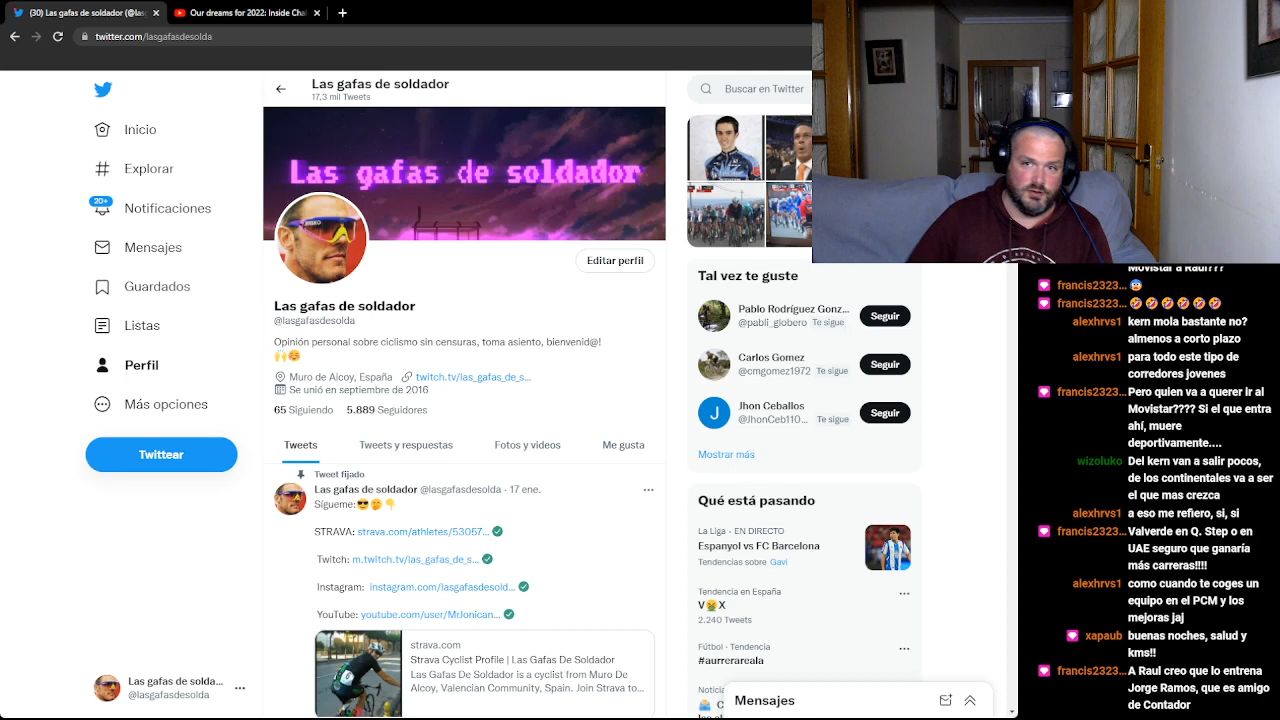 (30) Las gafas de soldador (@las
Our dreams for 2022: Inside Chal
twitter.com/lasgafasdesolda
Las gafas de soldador
17,3 mil Tweets
Inicio
Explorar
20+
Notificaciones
Mensajes
Guardados
Listas
Perfil
Más opciones
Twittear
Las gafas de solda...
@lasgafasdesolda
Las gafas de soldador
Editar perfil
Las gafas de soldador
@lasgafasdesolda
Opinión personal sobre ciclismo sin censuras, toma asiento, bienvenid@!
🙌☺️
Muro de Alcoy, España twitch.tv/las_gafas_de_s...
Se unió en septiembre de 2016
65 Siguiendo 5.889 Seguidores
Tweets Tweets y respuestas Fotos y videos Me gusta
Tweet fijado
Las gafas de soldador @lasgafasdesolda · 17 ene.
Sígueme:😎🤭👇
STRAVA: strava.com/athletes/53057...
Twitch: m.twitch.tv/las_gafas_de_s...
Instagram: instagram.com/lasgafasdesold...
YouTube: youtube.com/user/MrJonican...
strava.com
Strava Cyclist Profile | Las Gafas De Soldador
Las Gafas De Soldador is a cyclist from Muro De
Alcoy, Valencian Community, Spain. Join Strava to...
Buscar en Twitter
Tal vez te guste
Pablo Rodríguez Gonz...
@pabli_globero Te sigue
Seguir
Carlos Gomez
@cmgomez1972 Te sigue
Seguir
J
Jhon Ceballos
@JhonCeb110... Te sigue
Seguir
Mostrar más
Qué está pasando
La Liga · EN DIRECTO
Espanyol vs FC Barcelona
Tendencias sobre Gavi
Tendencia en España
V🤮X
2.240 Tweets
Fútbol · Tendencia
#aurrerareala
Noticia
Mensajes
Movistar a Raul???
francis2323... 😨
francis2323... 🤣🤣🤣🤣🤣🤣
alexhrvs1 kern mola bastante no?
almenos a corto plazo
alexhrvs1 para todo este tipo de
corredores jovenes
francis2323... Pero quien va a querer ir al
Movistar???? Si el que entra
ahí, muere
deportivamente....
wizoluko Del kern van a salir pocos,
de los continentales va a ser
el que mas crezca
alexhrvs1 a eso me refiero, si, si
francis2323... Valverde en Q. Step o en
UAE seguro que ganaría
más carreras!!!!
alexhrvs1 como cuando te coges un
equipo en el PCM y los
mejoras jaj
xapaub buenas noches, salud y
kms!!
francis2323... A Raul creo que lo entrena
Jorge Ramos, que es amigo
de Contador